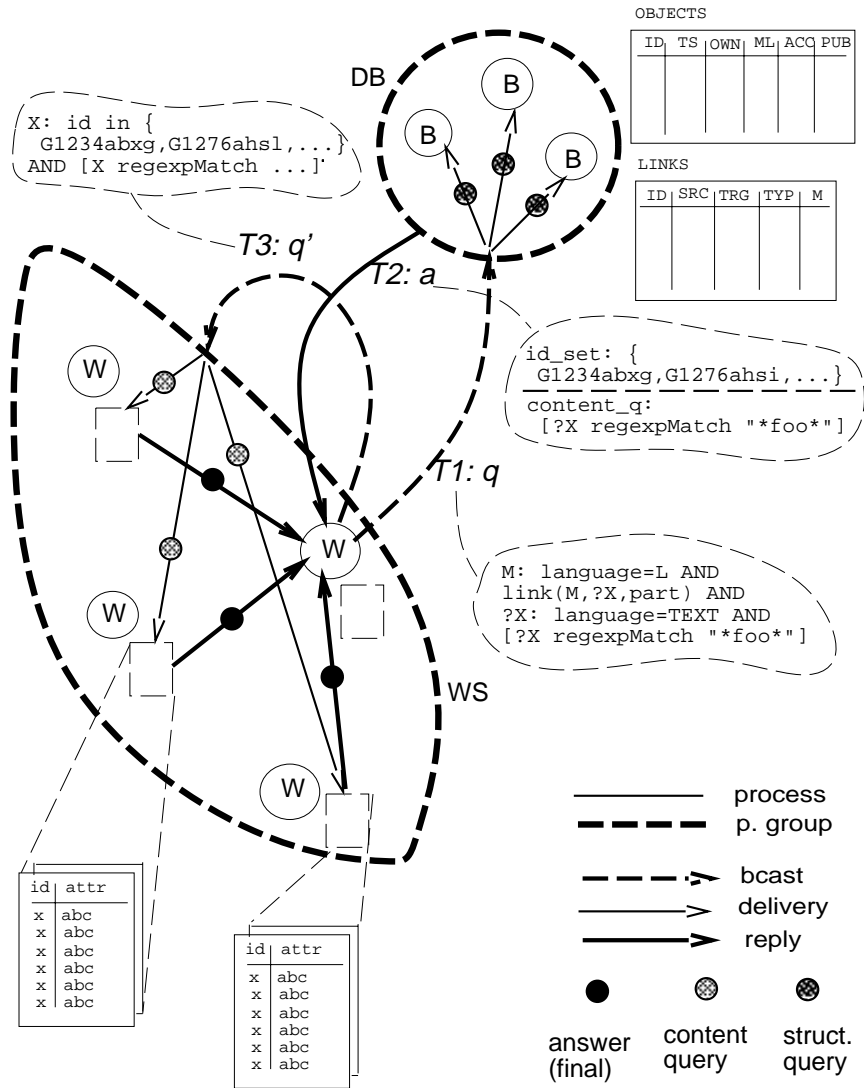 OBJECTS
ID TS OWN ML ACC PUB
DB
B
B
B
X: id in {
G1234abxg,G1276ahsl,...}
AND [X regexpMatch ...]
LINKS
ID SRC TRG TYP M
T3: q’
T2: a
W
id_set: {
G1234abxg,G1276ahsi,...}
content_q:
[?X regexpMatch "*foo*"]
T1: q
W
M: language=L AND
link(M,?X,part) AND
?X: language=TEXT AND
[?X regexpMatch "*foo*"]
W
WS
W
process
p. group
bcast
delivery
reply
id attr
x abc
x abc
x abc
x abc
x abc
x abc
id attr
x abc
x abc
x abc
x abc
x abc
x abc
answer
(final)
content
query
struct.
query